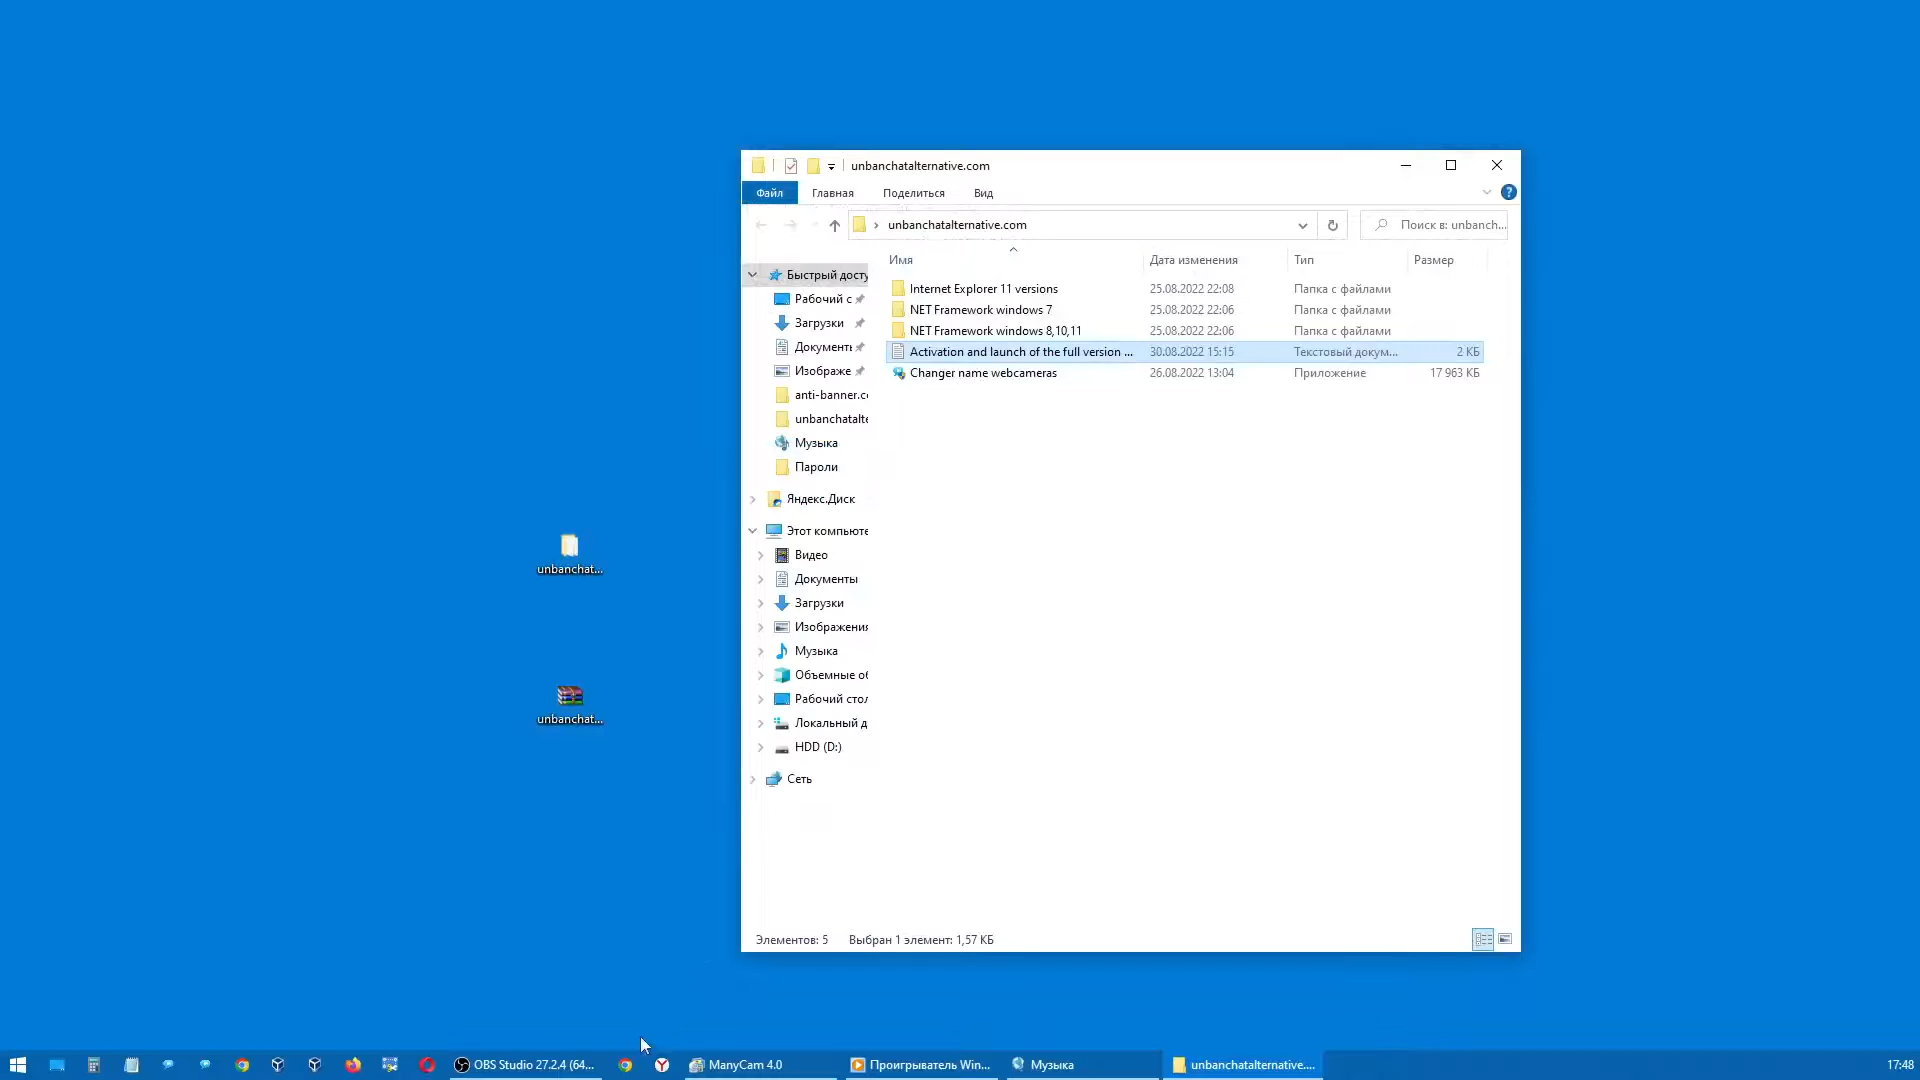 unbanchatalternative.com
Файл Главная Поделиться Вид
unbanchatalternative.com
Поиск в: unbanch...
Имя Дата изменения Тип Размер
Internet Explorer 11 versions 25.08.2022 22:08 Папка с файлами
NET Framework windows 7 25.08.2022 22:06 Папка с файлами
NET Framework windows 8,10,11 25.08.2022 22:06 Папка с файлами
Activation and launch of the full version ... 30.08.2022 15:15 Текстовый докум... 2 КБ
Changer name webcameras 26.08.2022 13:04 Приложение 17 963 КБ
Быстрый досту
Рабочий с
Загрузки
Документы
Изображе
anti-banner.co
unbanchatalte
Музыка
Пароли
Яндекс.Диск
Этот компьюте
Видео
Документы
Загрузки
Изображения
Музыка
Объемные об
Рабочий стол
Локальный д
HDD (D:)
Сеть
Элементов: 5 Выбран 1 элемент: 1,57 КБ
unbanchat...
unbanchat...
OBS Studio 27.2.4 (64... ManyCam 4.0 Проигрыватель Win... Музыка unbanchatalternative.... 17:48